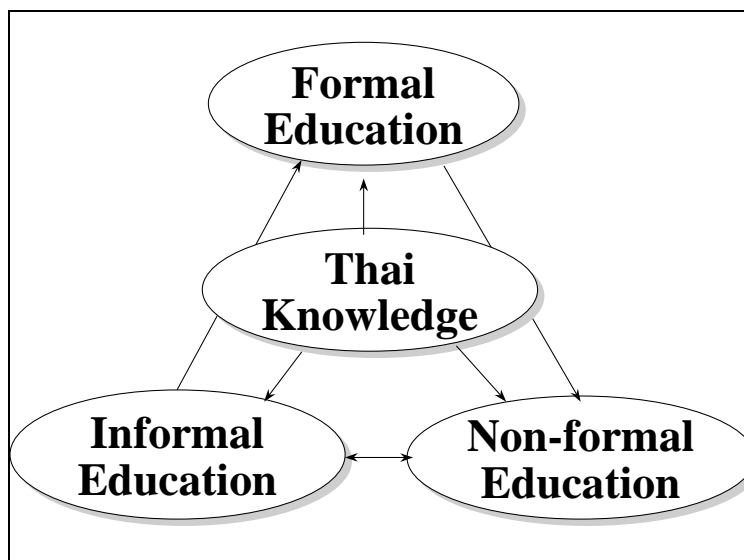 Formal
Education
Thai
Knowledge
Informal
Education
Non-formal
Education